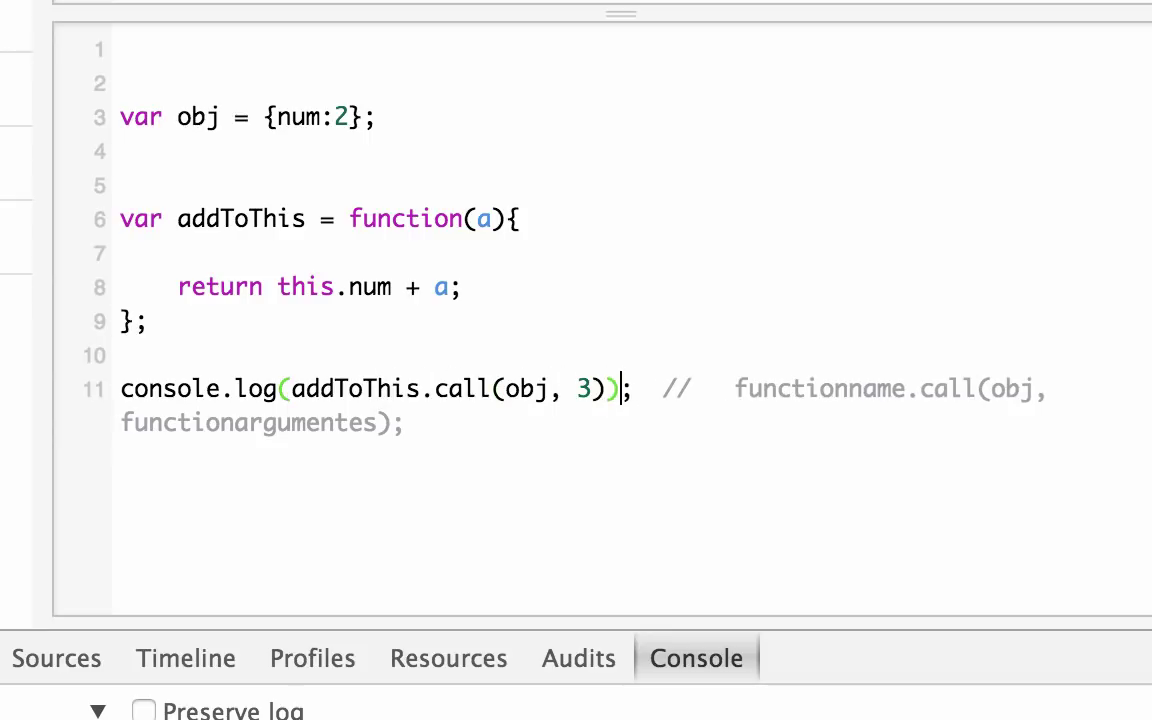 1
2
3 var obj = {num:2};
4
5
6 var addToThis = function(a){
7
8 return this.num + a;
9 };
10
11 console.log(addToThis.call(obj, 3)); // functionname.call(obj,
functionargumentes);
Sources Timeline Profiles Resources Audits Console
▼ Preserve log